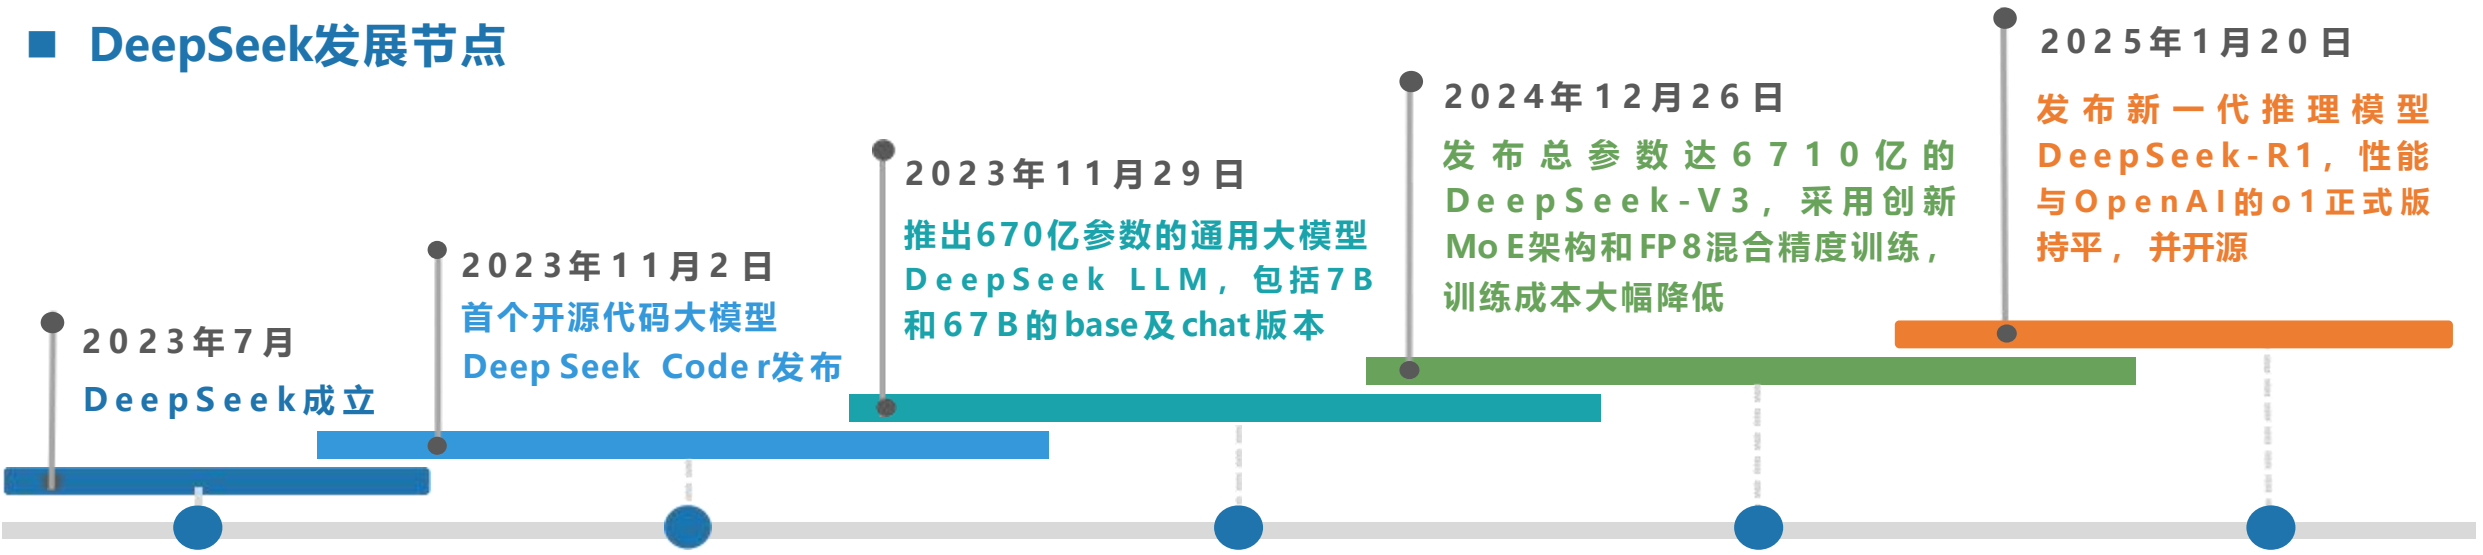 DeepSeek发展节点
2023年7月
DeepSeek成立
2023年11月2日
首个开源代码大模型
DeepSeek Coder发布
2023年11月29日
推出670亿参数的通用大模型
DeepSeek LLM，包括7B
和67B的base及chat版本
2024年12月26日
发布总参数达6710亿的
DeepSeek-V3，采用创新
MoE架构和FP8混合精度训练，
训练成本大幅降低
2025年1月20日
发布新一代推理模型
DeepSeek-R1，性能
与OpenAI的o1正式版
持平，并开源